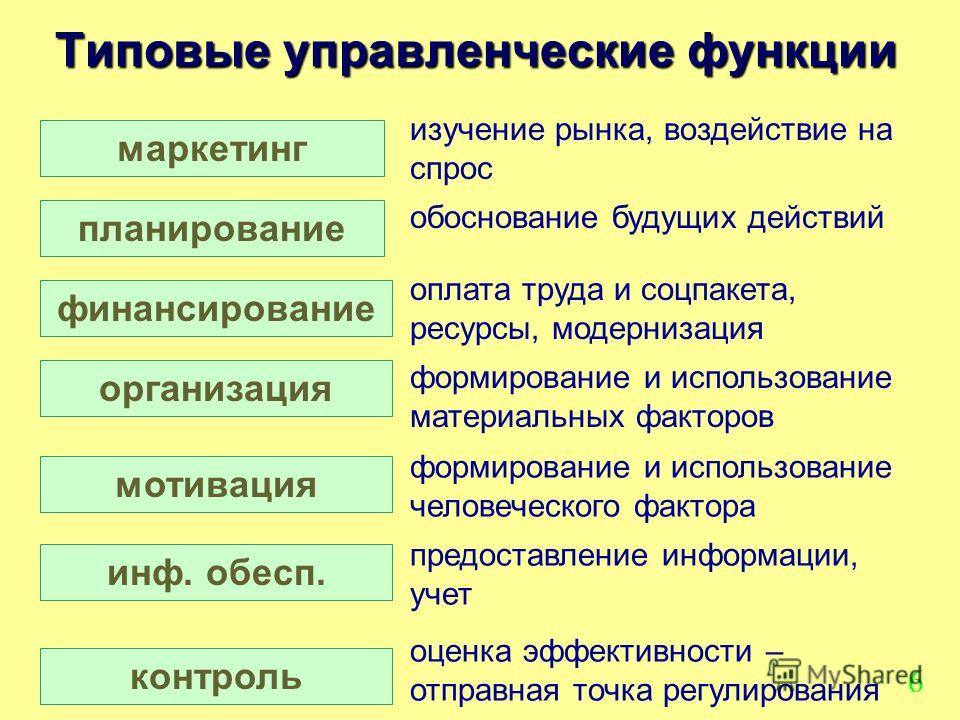 Типовые управленческие функции
маркетинг
изучение рынка, воздействие на
спрос
планирование
обоснование будущих действий
финансирование
оплата труда и соцпакета,
ресурсы, модернизация
организация
формирование и использование
материальных факторов
мотивация
формирование и использование
человеческого фактора
инф. обесп.
предоставление информации,
учет
контроль
оценка эффективности –
отправная точка регулирования
MyShared
6